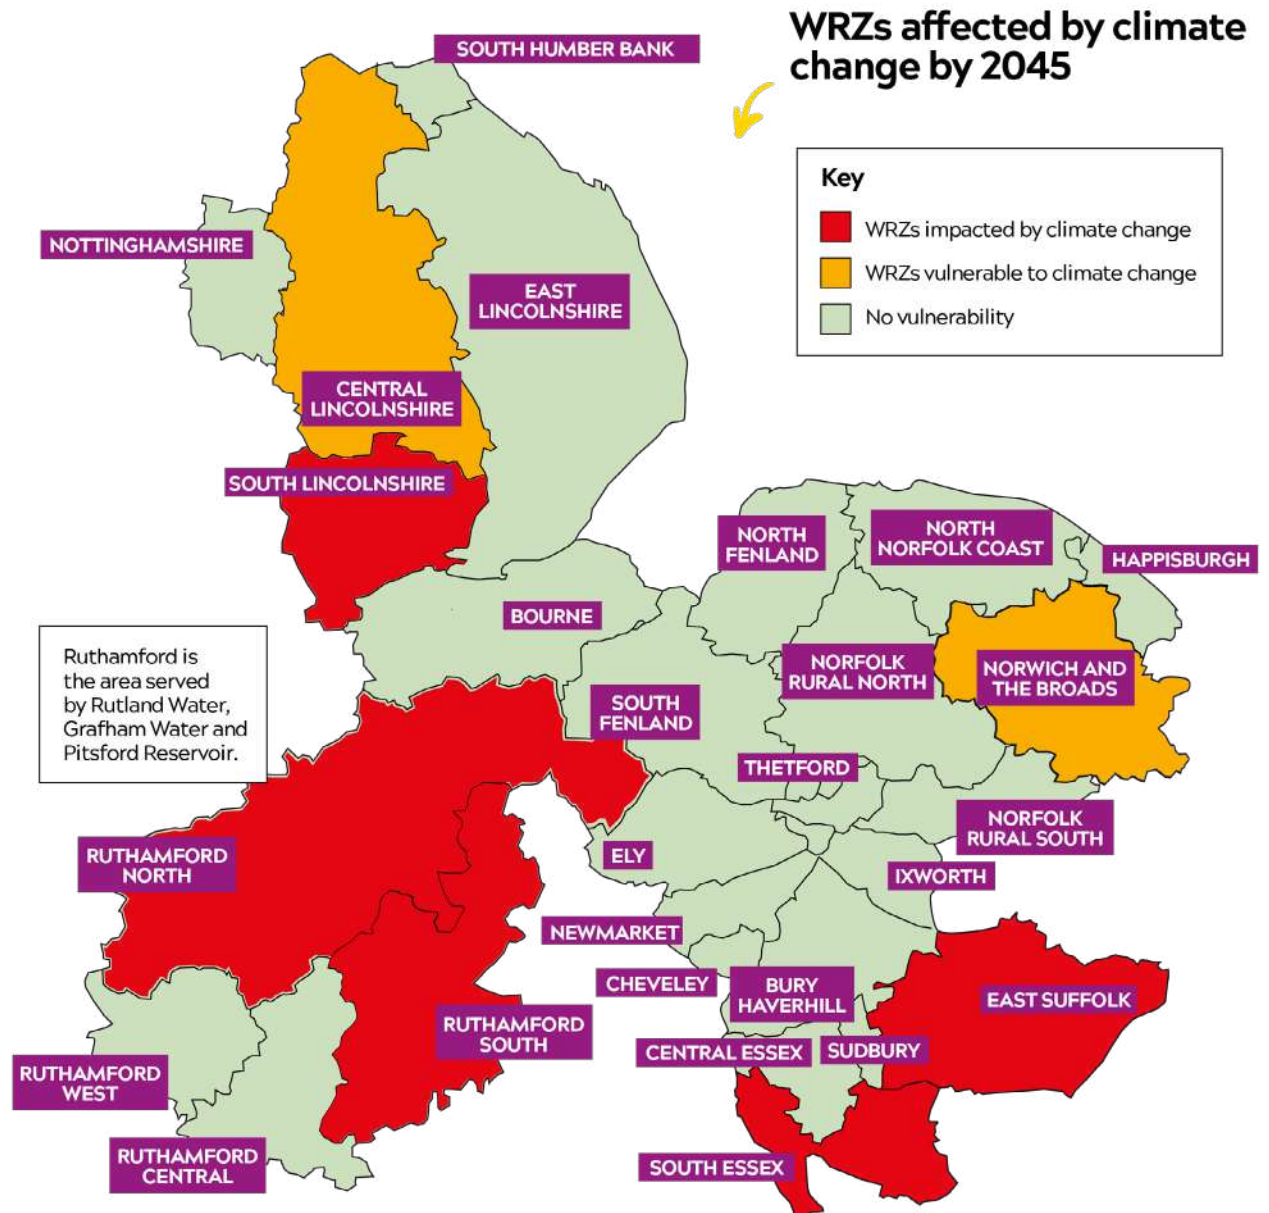 WRZs affected by climate
change by 2045
SOUTH HUMBER BANK
Key
WRZs impacted by climate change
WRZs vulnerable to climate change
No vulnerability
NOTTINGHAMSHIRE
EAST
LINCOLNSHIRE
CENTRAL
LINCOLNSHIRE
SOUTH LINCOLNSHIRE
NORTH
FENLAND
NORTH
NORFOLK COAST
HAPPISBURGH
BOURNE
Ruthamford is
the area served
by Rutland Water,
Grafham Water and
Pitsford Reservoir.
NORFOLK
RURAL NORTH
NORWICH AND
THE BROADS
SOUTH
FENLAND
THETFORD
NORFOLK
RURAL SOUTH
RUTHAMFORD
NORTH
ELY
IXWORTH
NEWMARKET
CHEVELEY
BURY
HAVERHILL
EAST SUFFOLK
RUTHAMFORD
SOUTH
CENTRAL ESSEX
SUDBURY
RUTHAMFORD
WEST
RUTHAMFORD
CENTRAL
SOUTH ESSEX